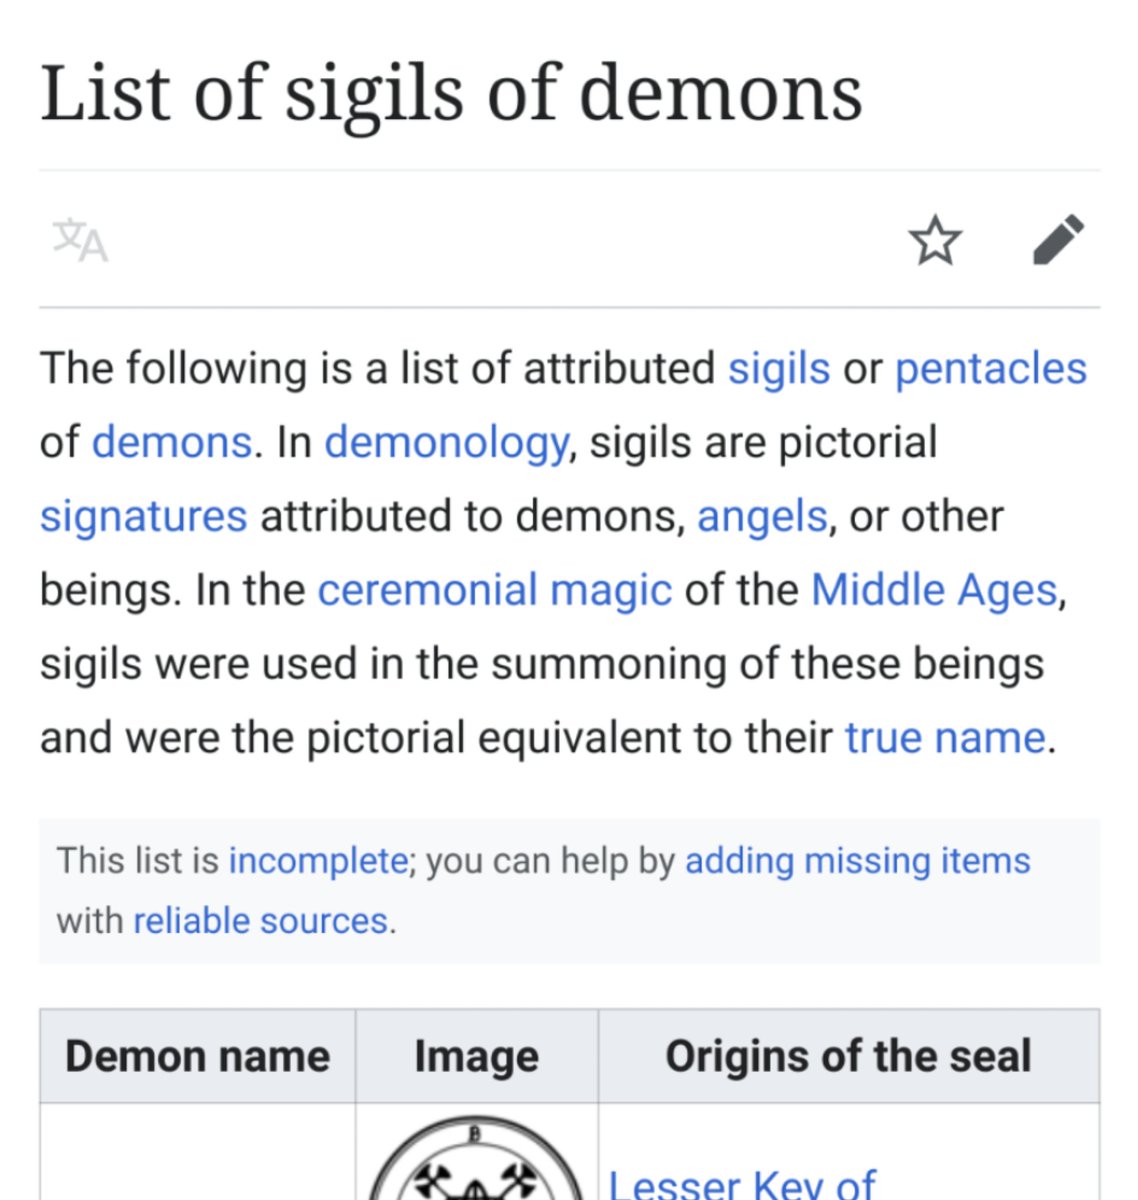 List of sigils of demons
文A
The following is a list of attributed sigils or pentacles
of demons. In demonology, sigils are pictorial
signatures attributed to demons, angels, or other
beings. In the ceremonial magic of the Middle Ages,
sigils were used in the summoning of these beings
and were the pictorial equivalent to their true name.
This list is incomplete; you can help by adding missing items
with reliable sources.
Demon name Image Origins of the seal
B
Lesser Key of